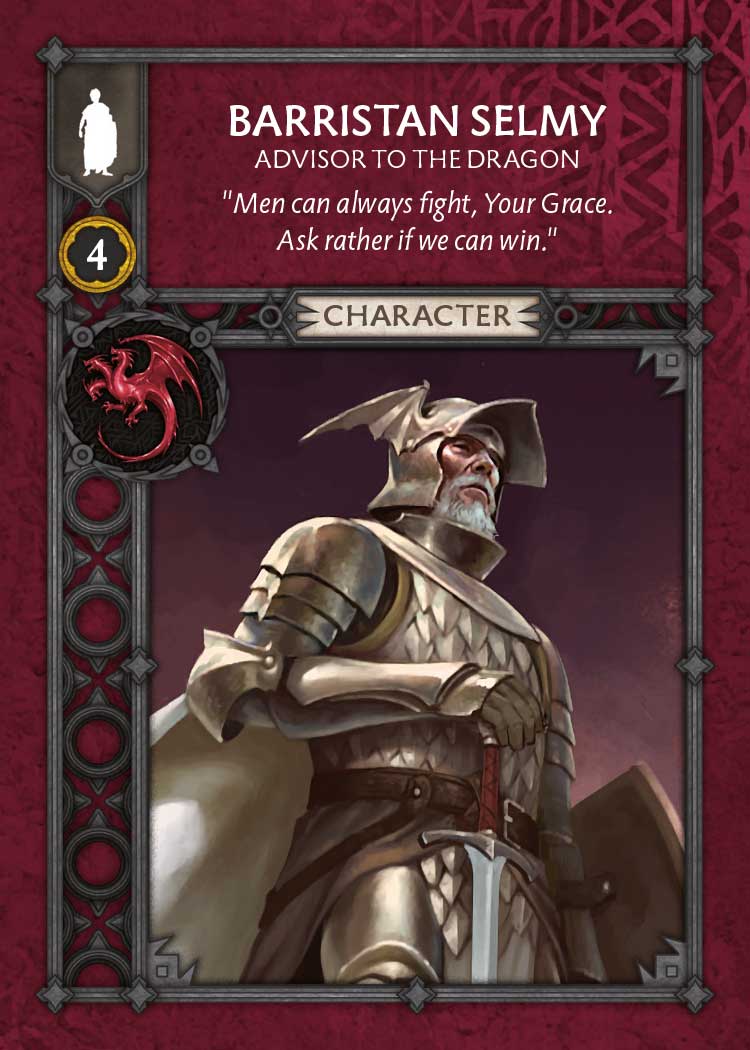 BARRISTAN SELMY
ADVISOR TO THE DRAGON
"Men can always fight, Your Grace.
Ask rather if we can win."
4
CHARACTER